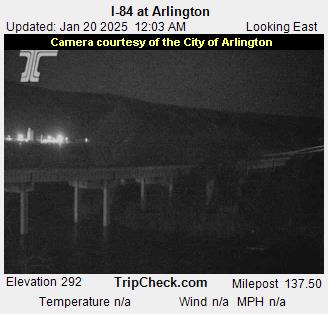 I-84 at Arlington
Updated: Jan 20 2025 12:03 AM Looking East
Camera courtesy of the City of Arlington
Elevation 292 TripCheck.com Milepost 137.50
Temperature n/a Wind n/a MPH n/a